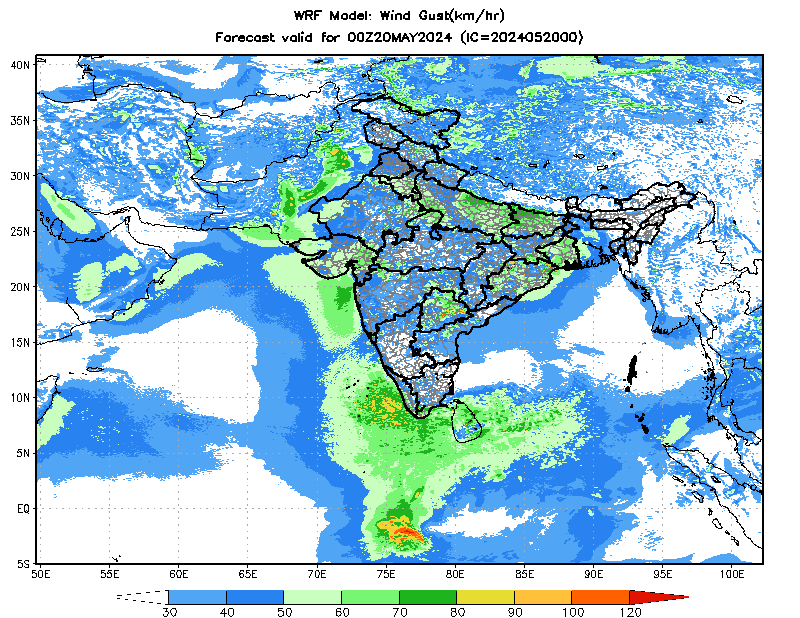 WRF Model: Wind Gust(km/hr)
Forecast valid for 00Z20MAY2024 (IC=2024052000)
40N
35N
30N
25N
20N
15N
10N
5N
EQ
5S
50E 55E 60E 65E 70E 75E 80E 85E 90E 95E 100E
30 40 50 60 70 80 90 100 120